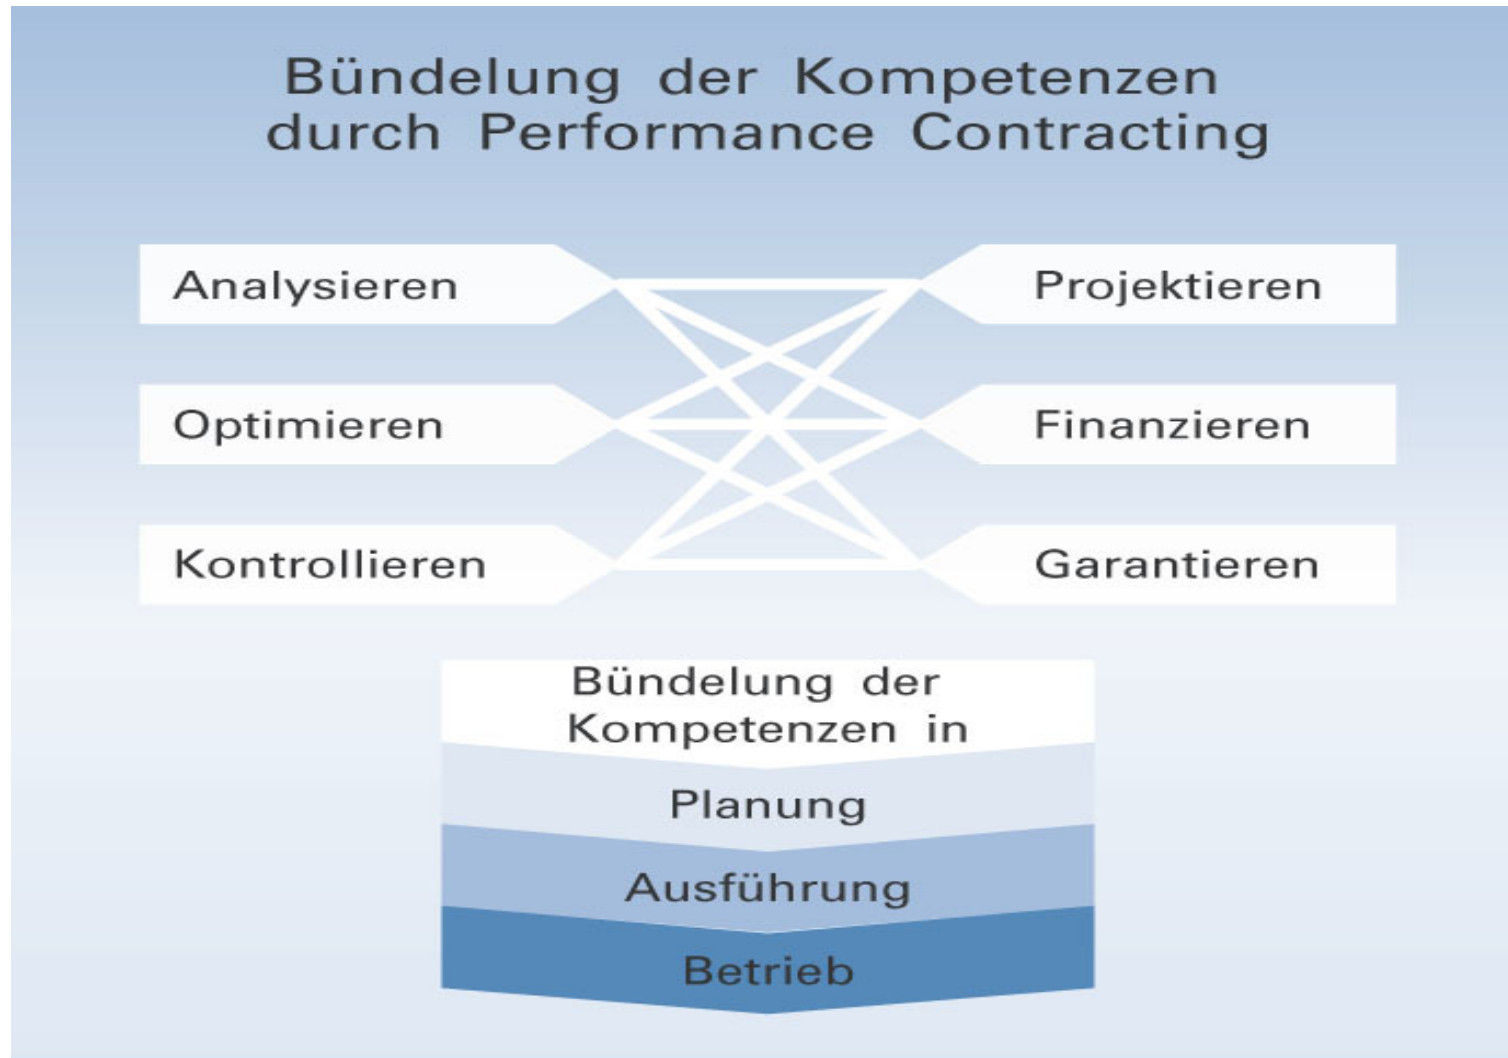 Bündelung der Kompetenzen
durch Performance Contracting
Analysieren
Projektieren
Optimieren
Finanzieren
Kontrollieren
Garantieren
Bündelung der
Kompetenzen in
Planung
Ausführung
Betrieb